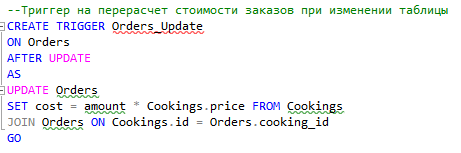 --Триггер на перерасчет стоимости заказов при изменении таблицы
CREATE TRIGGER Orders_Update
ON Orders
AFTER UPDATE
AS
UPDATE Orders
SET cost = amount * Cookings.price FROM Cookings
JOIN Orders ON Cookings.id = Orders.cooking_id
GO